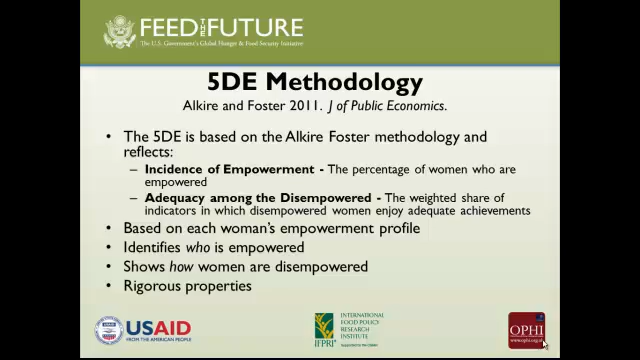 FEED THE FUTURE
The U.S. Government's Global Hunger & Food Security Initiative
5DE Methodology
Alkire and Foster 2011. J of Public Economics.
• The 5DE is based on the Alkire Foster methodology and
reflects:
– Incidence of Empowerment - The percentage of women who are
empowered
– Adequacy among the Disempowered - The weighted share of
indicators in which disempowered women enjoy adequate achievements
• Based on each woman's empowerment profile
• Identifies who is empowered
• Shows how women are disempowered
• Rigorous properties
USAID
FROM THE AMERICAN PEOPLE
IFPRI
INTERNATIONAL
FOOD POLICY
RESEARCH
INSTITUTE
OPHI
www.ophi.org.uk